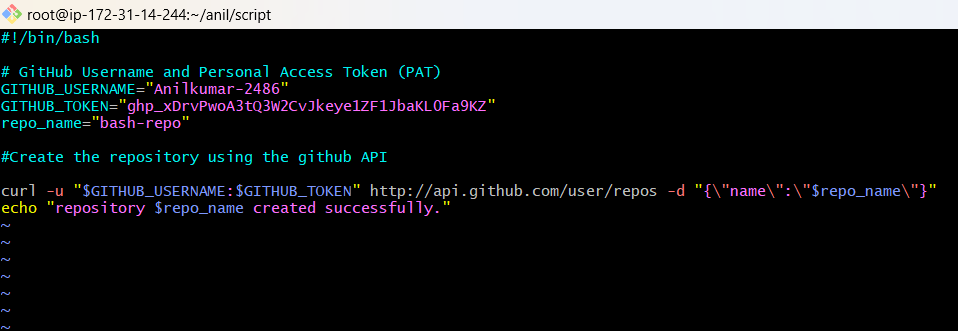 root@ip-172-31-14-244:~/anil/script
#!/bin/bash
# GitHub Username and Personal Access Token (PAT)
GITHUB_USERNAME="Anilkumar-2486"
GITHUB_TOKEN="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"
repo_name="bash-repo"
#Create the repository using the github API
curl -u "$GITHUB_USERNAME:$GITHUB_TOKEN" http://api.github.com/user/repos -d "{\"name\":\"$repo_name\"}"
echo "repository $repo_name created successfully."
~
~
~
~
~
~
~